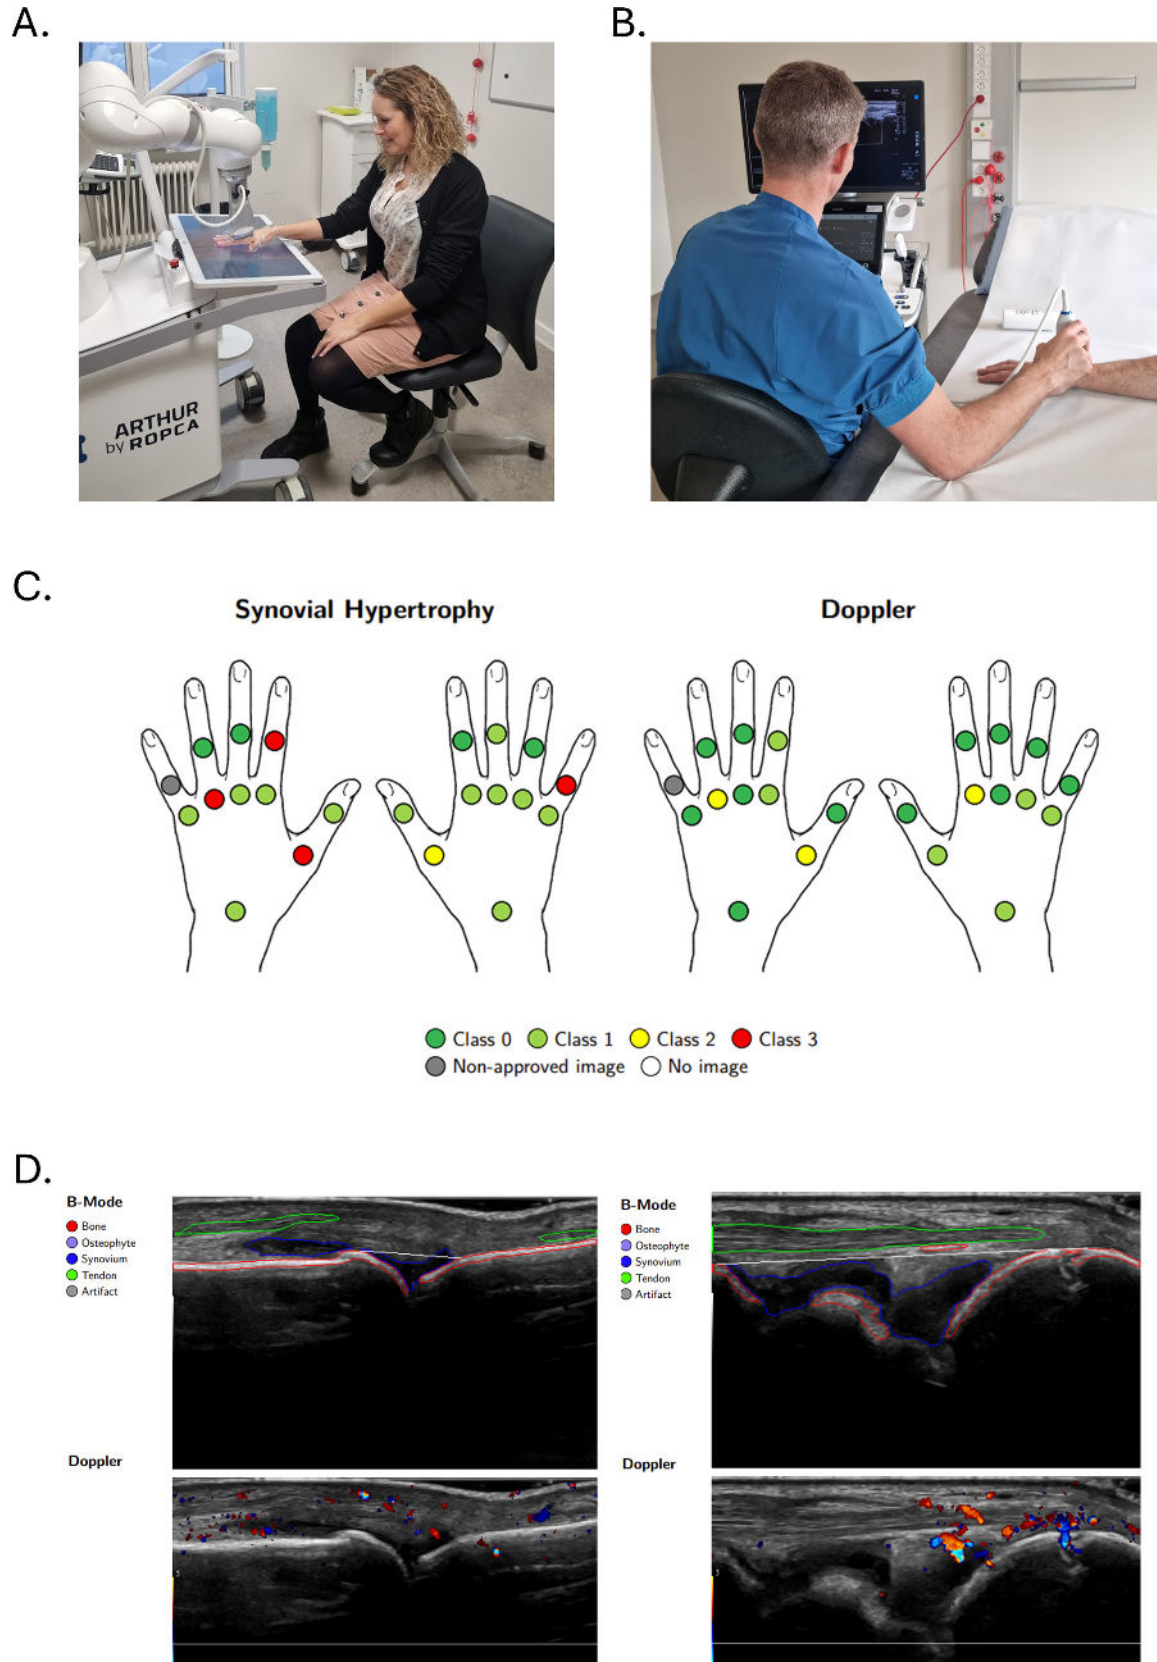 A.
B.
ARTHUR
by ROPCA
C.
Synovial Hypertrophy
Doppler
Class 0
Class 1
Class 2
Class 3
Non-approved image
No image
D.
B-Mode
Bone
Osteophyte
Synovium
Tendon
Artifact
Doppler
B-Mode
Bone
Osteophyte
Synovium
Tendon
Artifact
Doppler